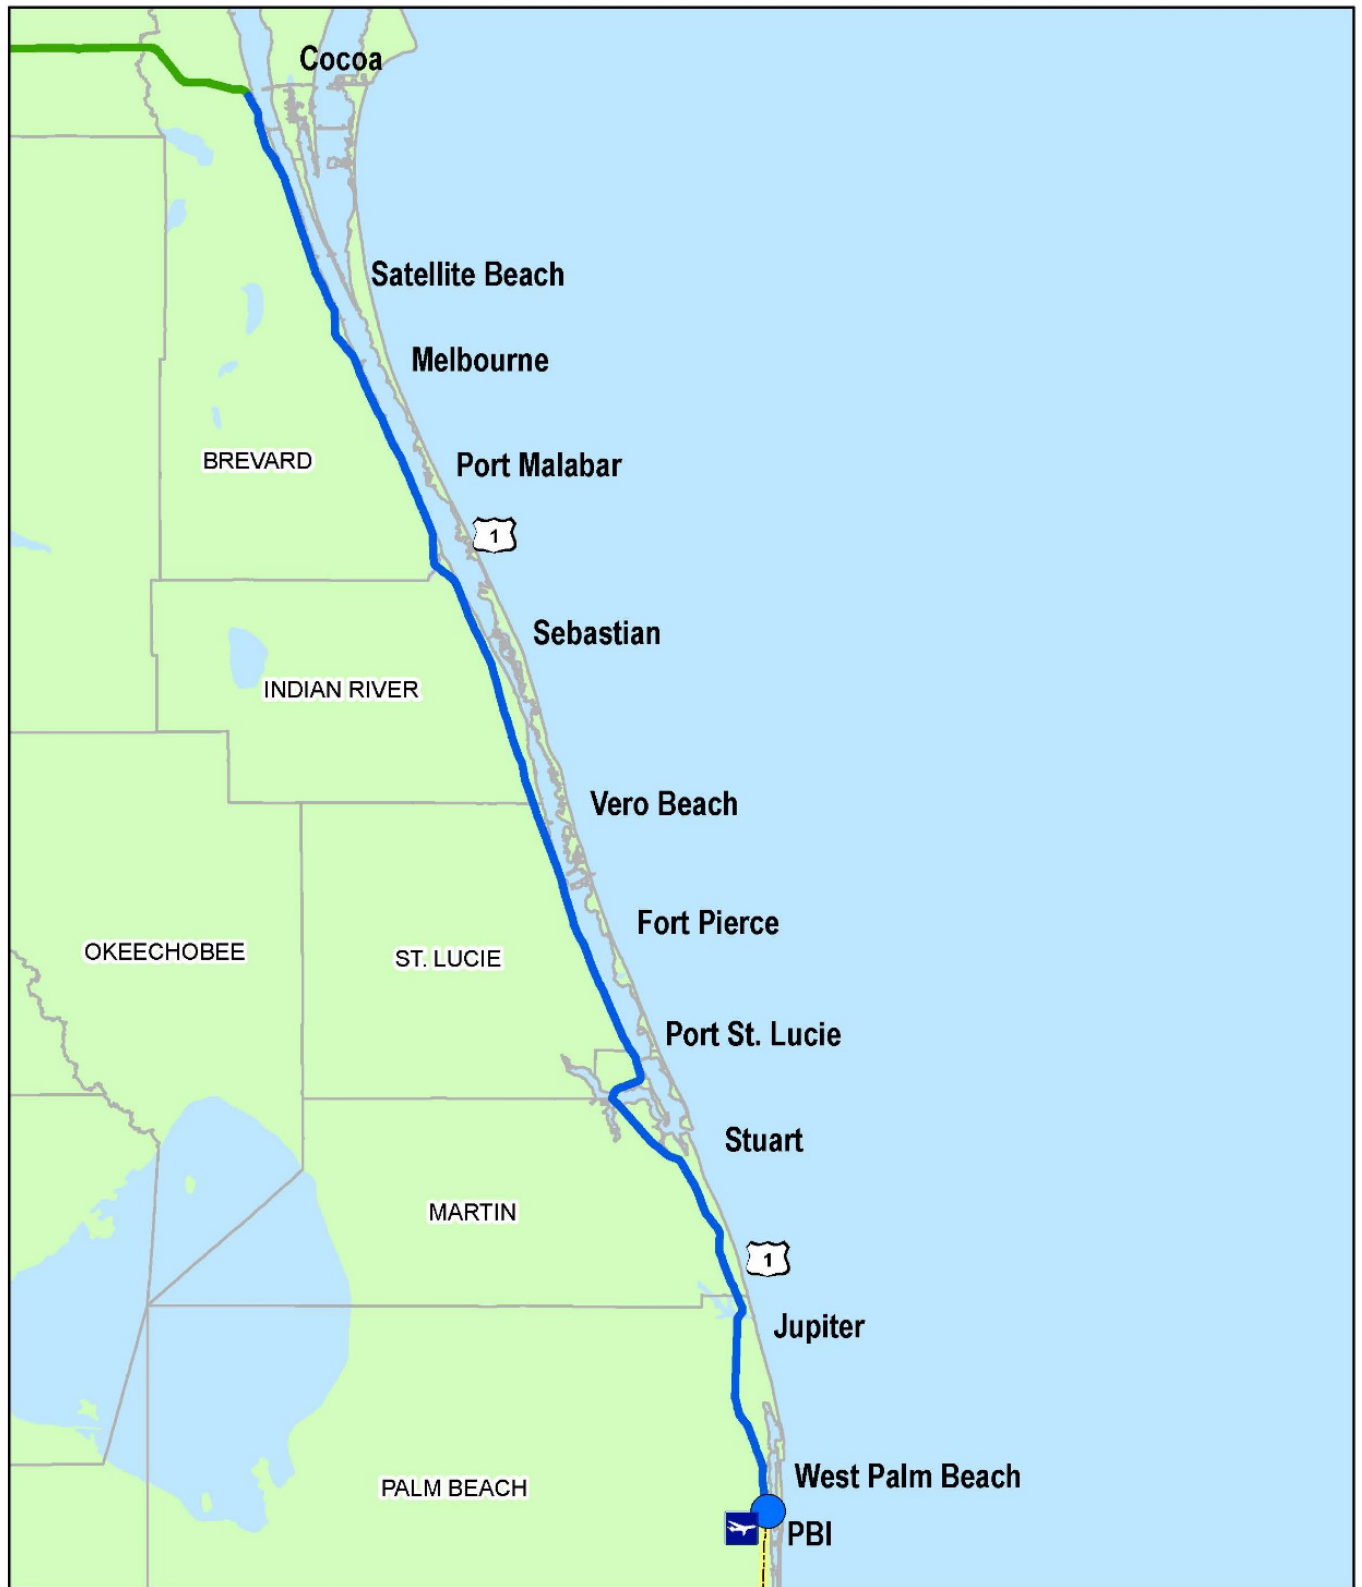 Cocoa
Satellite Beach
Melbourne
BREVARD
Port Malabar
1
Sebastian
INDIAN RIVER
Vero Beach
Fort Pierce
OKEECHOBEE
ST. LUCIE
Port St. Lucie
Stuart
MARTIN
1
Jupiter
West Palm Beach
PALM BEACH
PBI